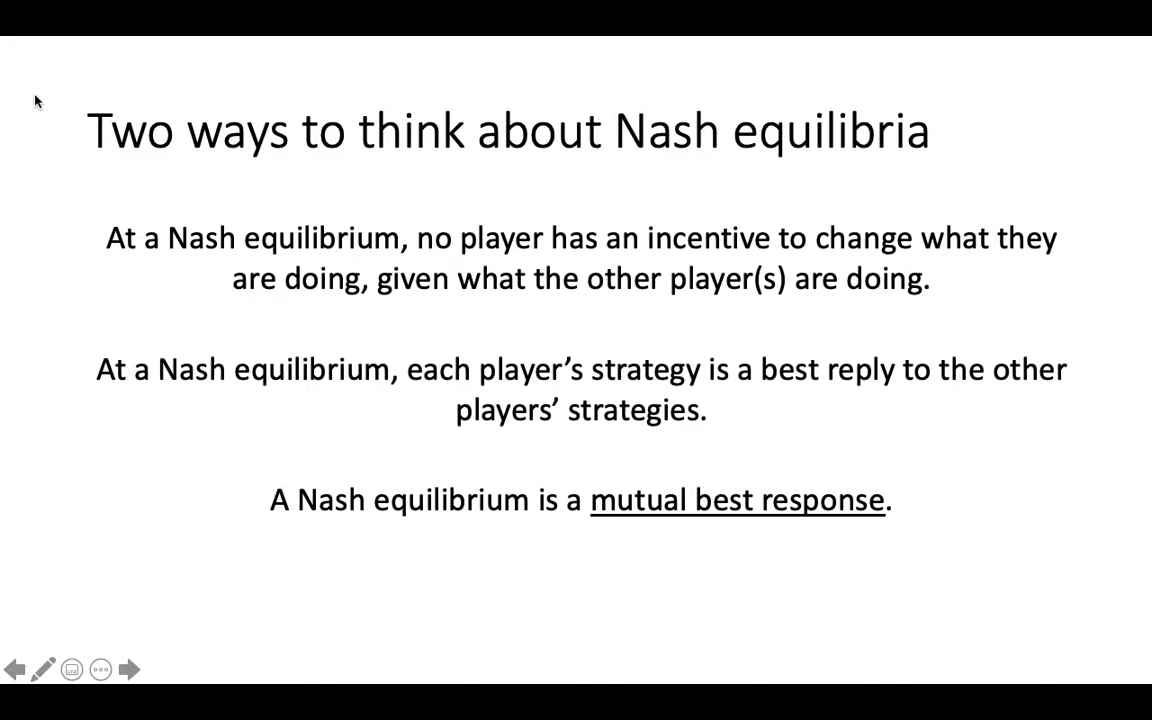 Two ways to think about Nash equilibria
At a Nash equilibrium, no player has an incentive to change what they
are doing, given what the other player(s) are doing.
At a Nash equilibrium, each player’s strategy is a best reply to the other
players’ strategies.
A Nash equilibrium is a mutual best response.